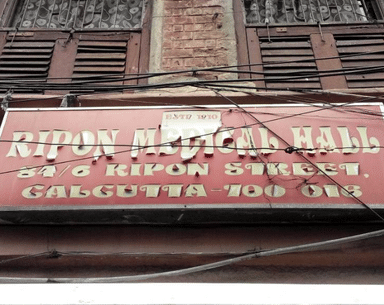 ESTD 1910
RIPON MEDICAL HALL
84/6 RIPON STREET,
CALCUTTA-700 016